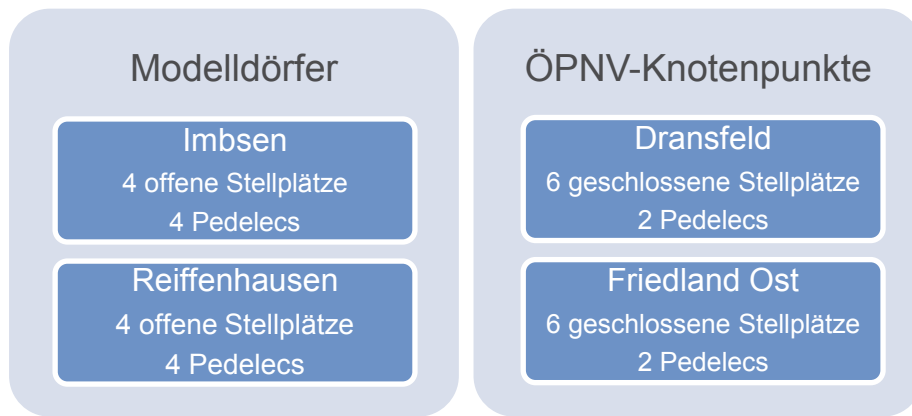 Modelldörfer
Imbsen
4 offene Stellplätze
4 Pedelecs
Reiffenhausen
4 offene Stellplätze
4 Pedelecs
ÖPNV-Knotenpunkte
Dransfeld
6 geschlossene Stellplätze
2 Pedelecs
Friedland Ost
6 geschlossene Stellplätze
2 Pedelecs